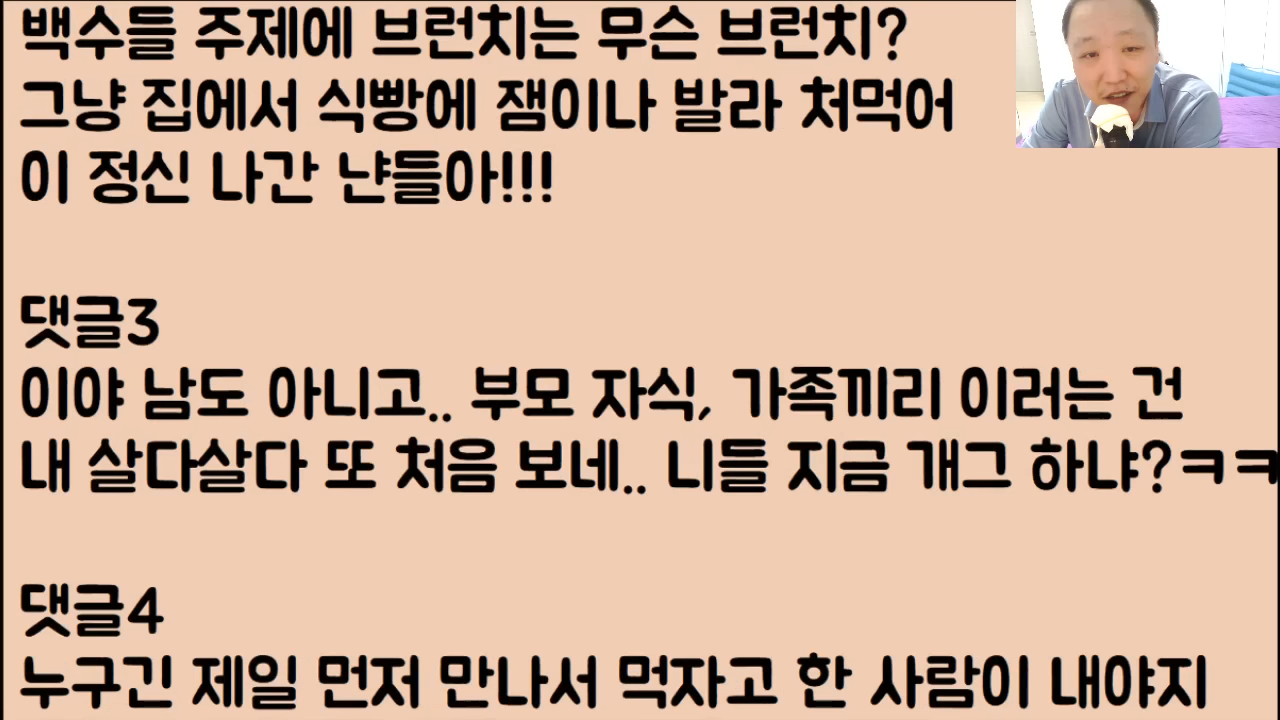 백수들 주제에 브런치는 무슨 브런치?
그냥 집에서 식빵에 잼이나 발라 처먹어
이 정신 나간 냔들아!!!
댓글3
이야 남도 아니고.. 부모 자식, 가족끼리 이러는 건
내 살다살다 또 처음 보네.. 니들 지금 개그 하냐?ㅋㅋ
댓글4
누구긴 제일 먼저 만나서 먹자고 한 사람이 내야지